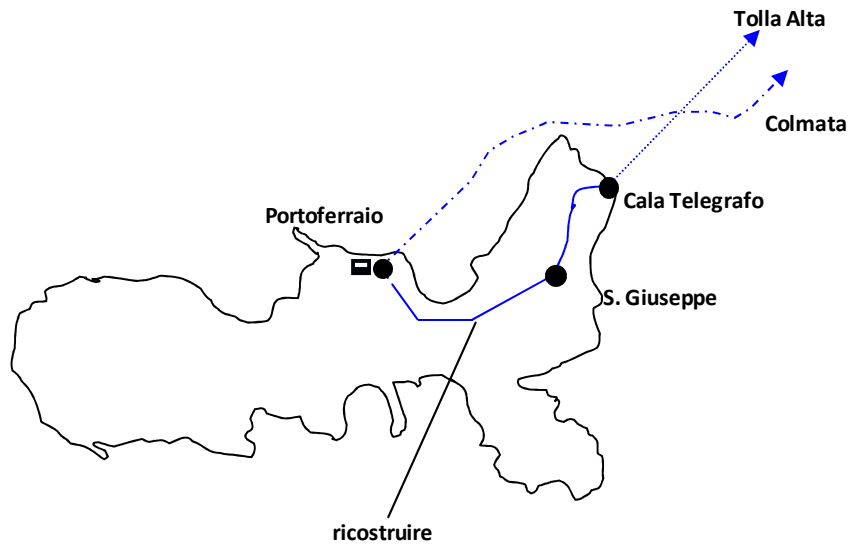 Tolla Alta
Colmata
Cala Telegrafo
Portoferraio
S. Giuseppe
ricostruire